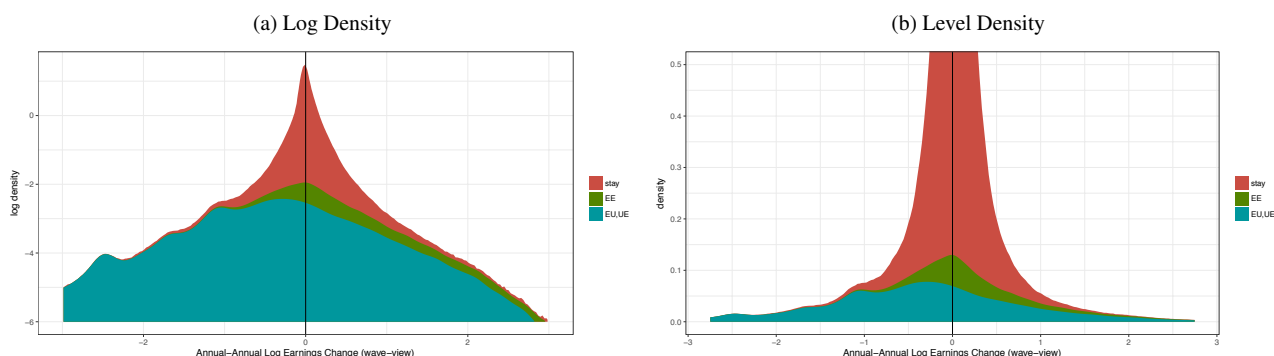 (a) Log Density
0
−2
−4
−6
log density
−2
0
2
Annual−Annual Log Earnings Change (wave−view)
stay
EE
EU,UE
(b) Level Density
0.5
0.4
0.3
0.2
0.1
0.0
density
−3
−2
−1
0
1
2
3
Annual−Annual Log Earnings Change (wave−view)
stay
EE
EU,UE